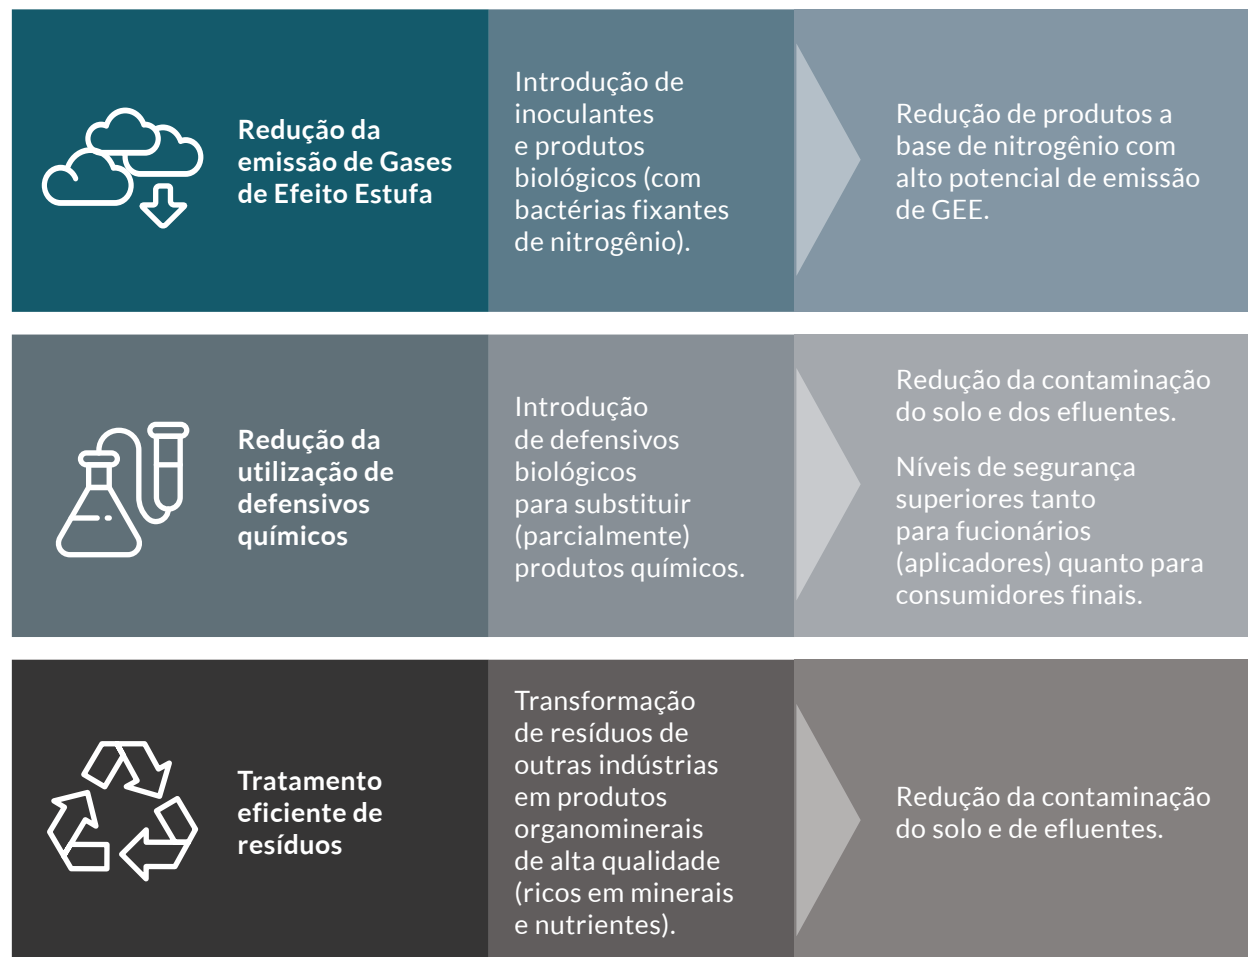 Redução da
emissão de Gases
de Efeito Estufa
Introdução de
inoculantes
e produtos
biológicos (com
bactérias fixantes
de nitrogênio).
Redução de produtos a
base de nitrogênio com
alto potencial de emissão
de GEE.
Redução da
utilização de
defensivos
químicos
Introdução
de defensivos
biológicos
para substituir
(parcialmente)
produtos químicos.
Redução da contaminação
do solo e dos efluentes.
Níveis de segurança
superiores tanto
para fucionários
(aplicadores) quanto para
consumidores finais.
Tratamento
eficiente de
resíduos
Transformação
de resíduos de
outras indústrias
em produtos
organominerais
de alta qualidade
(ricos em minerais
e nutrientes).
Redução da contaminação
do solo e de efluentes.